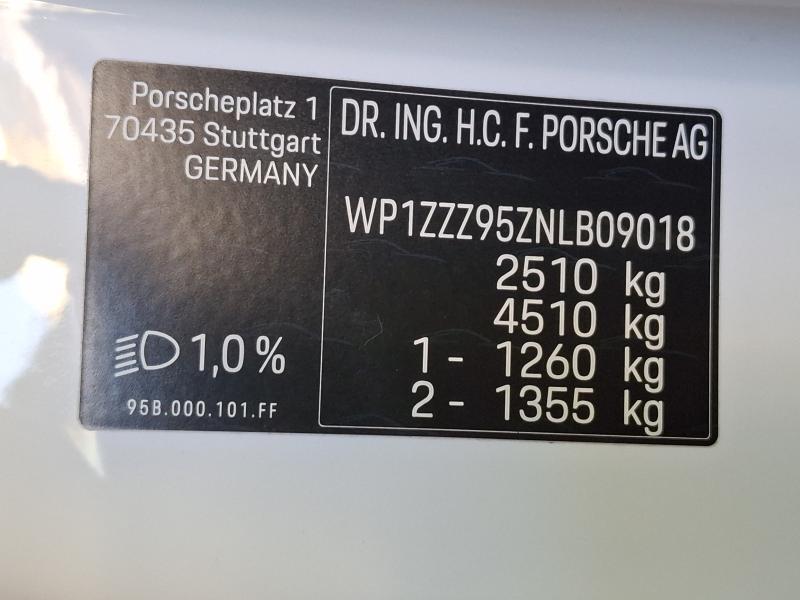 Porscheplatz 1
70435 Stuttgart
GERMANY
1,0 %
95B.000.101.FF
DR. ING. H.C. F. PORSCHE AG
WP1ZZZ95ZNLB09018
2510 kg
4510 kg
1 - 1260 kg
2 - 1355 kg